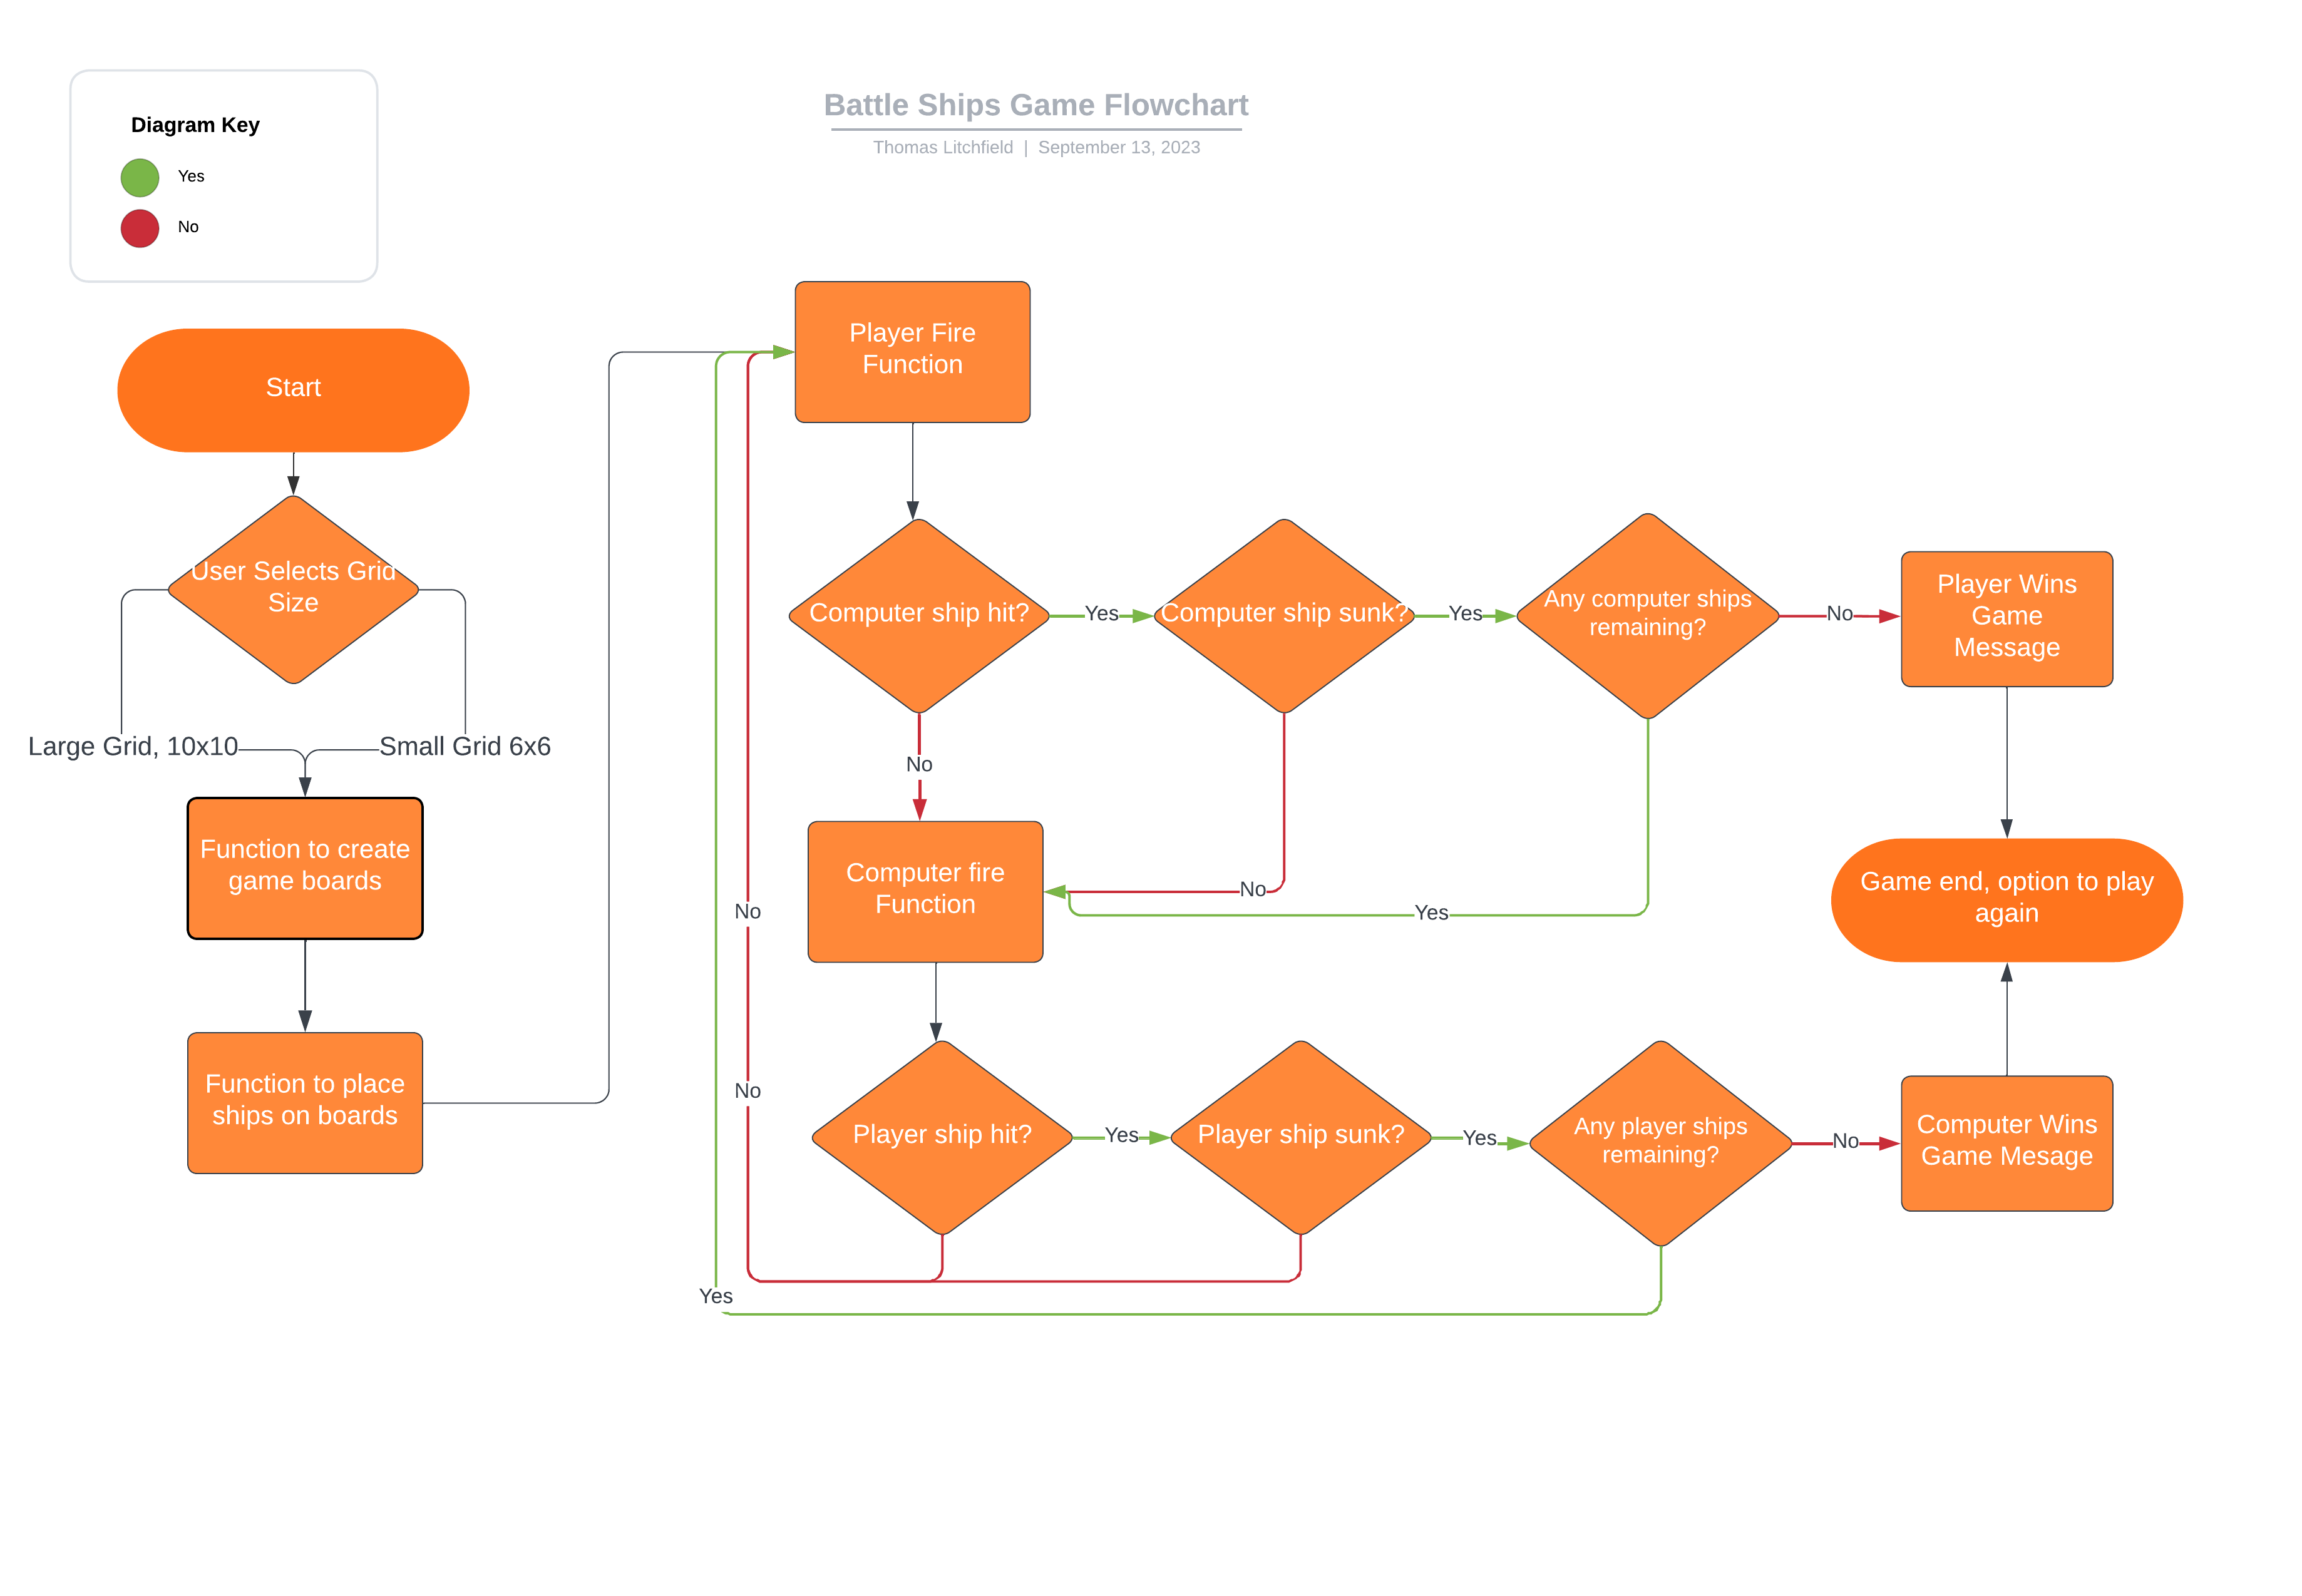 Diagram Key
Yes
No
Battle Ships Game Flowchart
Thomas Litchfield | September 13, 2023
Start
User Selects Grid
Size
Large Grid, 10x10
Small Grid 6x6
Function to create
game boards
Function to place
ships on boards
Player Fire
Function
Computer ship hit?
Yes
Computer ship sunk?
Yes
Any computer ships
remaining?
No
Player Wins
Game
Message
No
Computer fire
Function
No
Yes
No
No
Game end, option to play
again
Player ship hit?
Yes
Player ship sunk?
Yes
Any player ships
remaining?
No
Computer Wins
Game Mesage
Yes